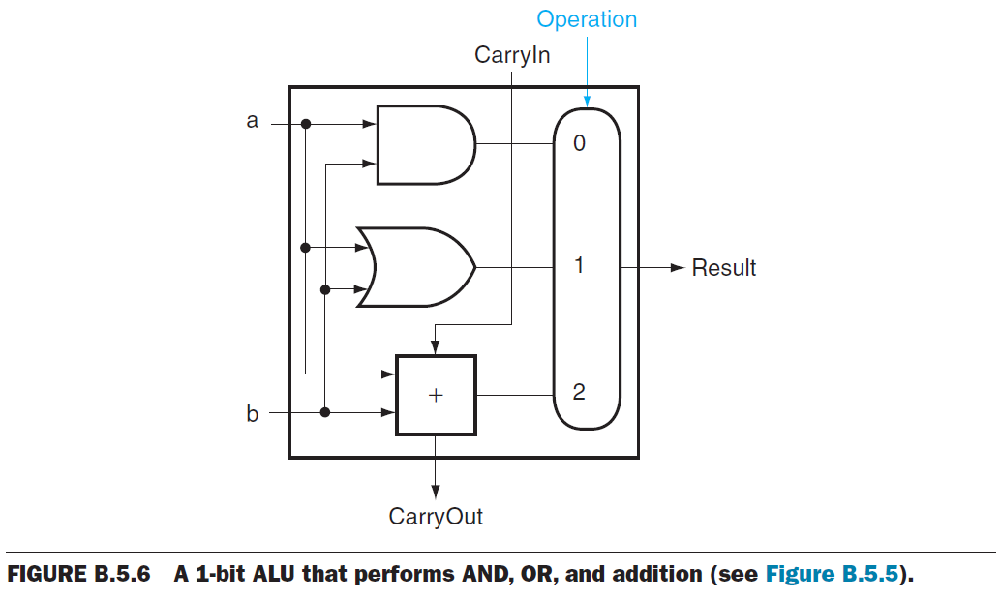 Operation
CarryIn
a
0
1
Result
+
2
b
CarryOut
FIGURE B.5.6 A 1-bit ALU that performs AND, OR, and addition (see Figure B.5.5).